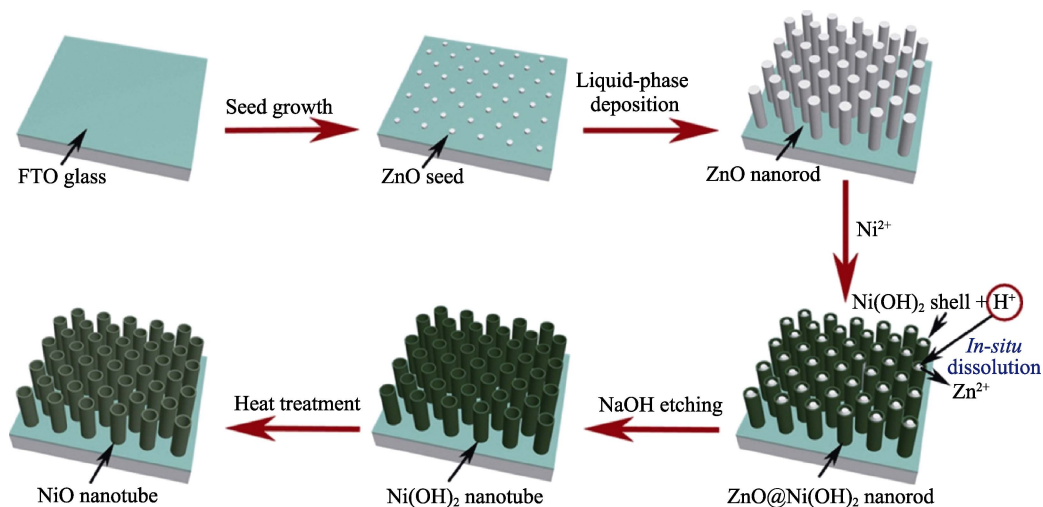 Seed growth
Liquid-phase
deposition
FTO glass
ZnO seed
ZnO nanorod
Ni²⁺
Ni(OH)₂ shell + H⁺
In-situ
dissolution
Zn²⁺
Heat treatment
NaOH etching
NiO nanotube
Ni(OH)₂ nanotube
ZnO@Ni(OH)₂ nanorod